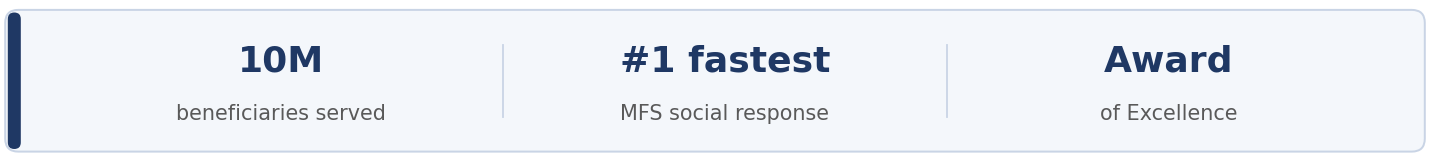 10M
beneficiaries served
#1 fastest
MFS social response
Award
of Excellence